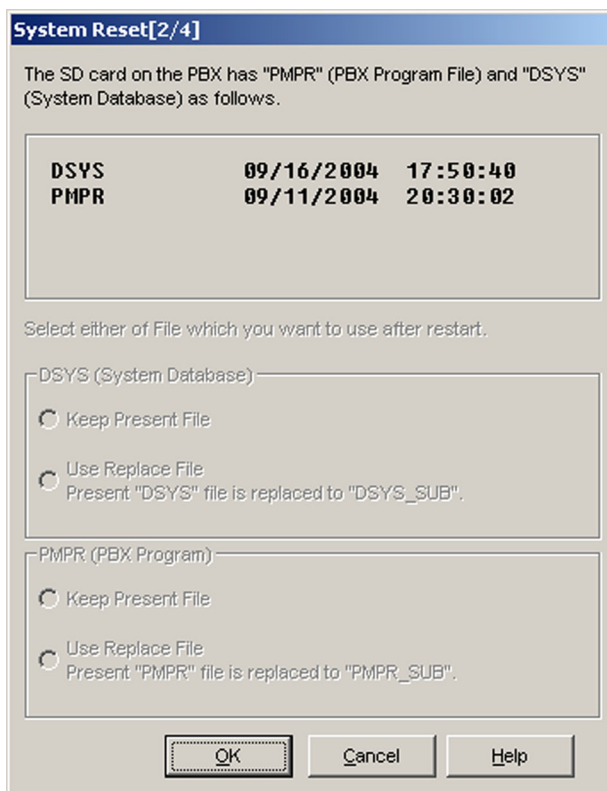 System Reset[2/4]
The SD card on the PBX has "PMPR" (PBX Program File) and "DSYS"
(System Database) as follows.
DSYS 09/16/2004 17:50:40
PMPR 09/11/2004 20:30:02
Select either of File which you want to use after restart.
DSYS (System Database)
Keep Present File
Use Replace File
Present "DSYS" file is replaced to "DSYS_SUB".
PMPR (PBX Program)
Keep Present File
Use Replace File
Present "PMPR" file is replaced to "PMPR_SUB".
OK Cancel Help